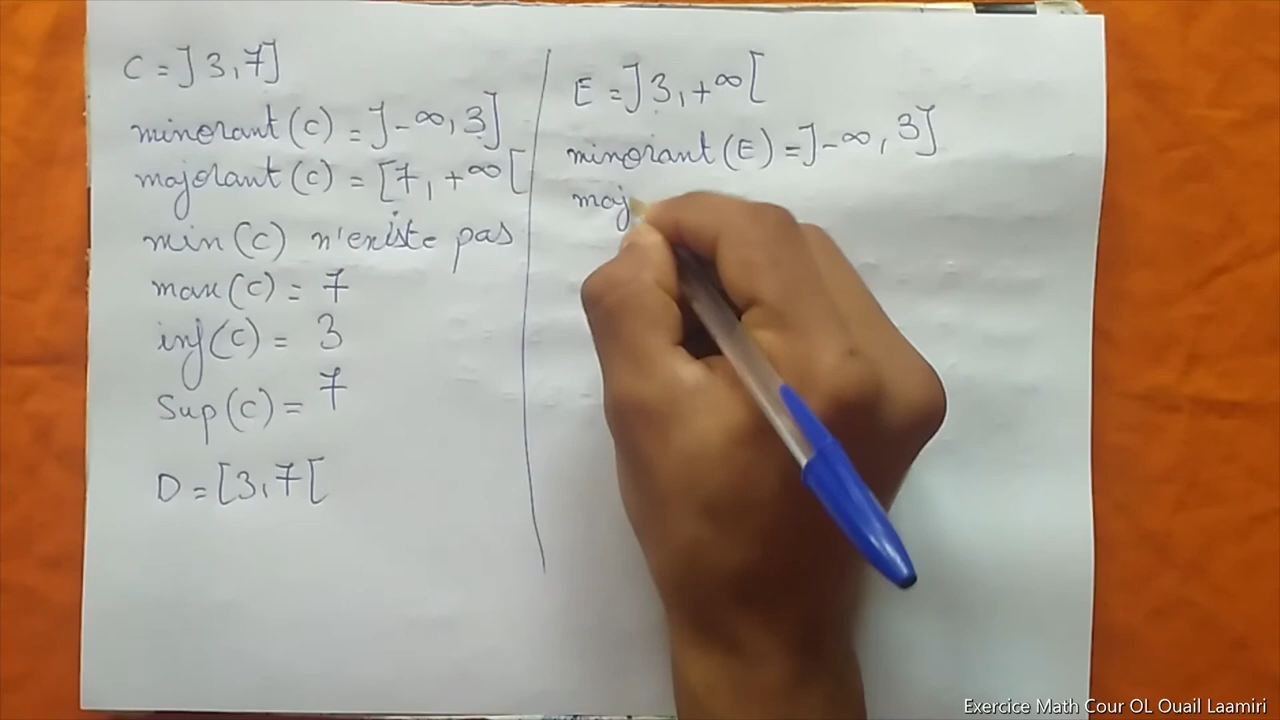 C = ]3,7]
minorant(C) = ]-∞,3]
majorant(C) = [7,+∞[
min(C) n'existe pas
max(C) = 7
inf(C) = 3
Sup(C) = 7
D = [3,7[
E = ]3,+∞[
minorant(E) = ]-∞,3]
maj
Exercice Math Cour OL Ouail Laamiri